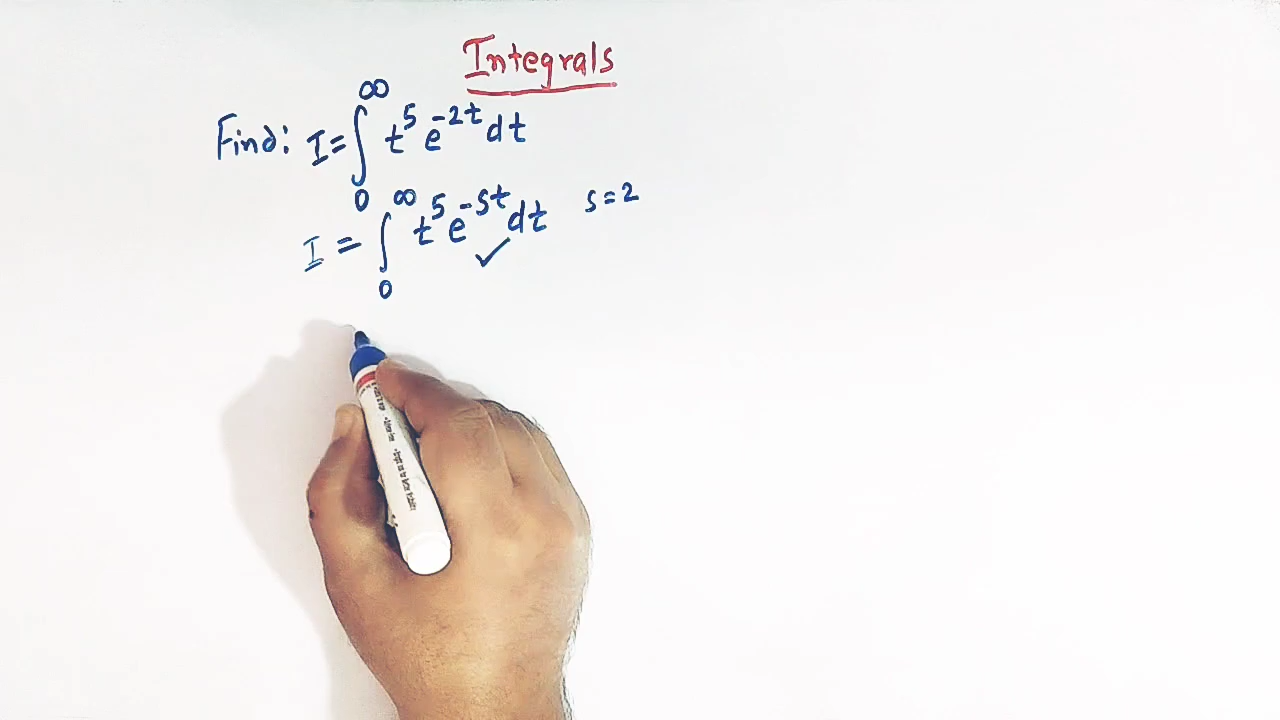 Integrals
Find: I = ∫₀^∞ t⁵ e^{-2t} dt
I = ∫₀^∞ t⁵ e^{-st} dt   s = 2